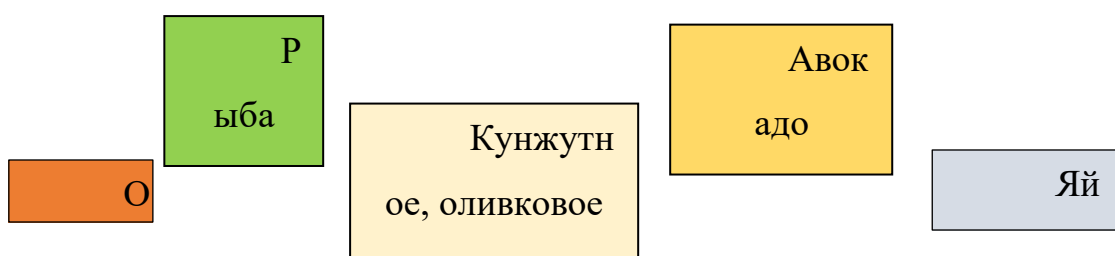 О
Р
ыба
Кунжутн
ое, оливковое
Авок
адо
Яй